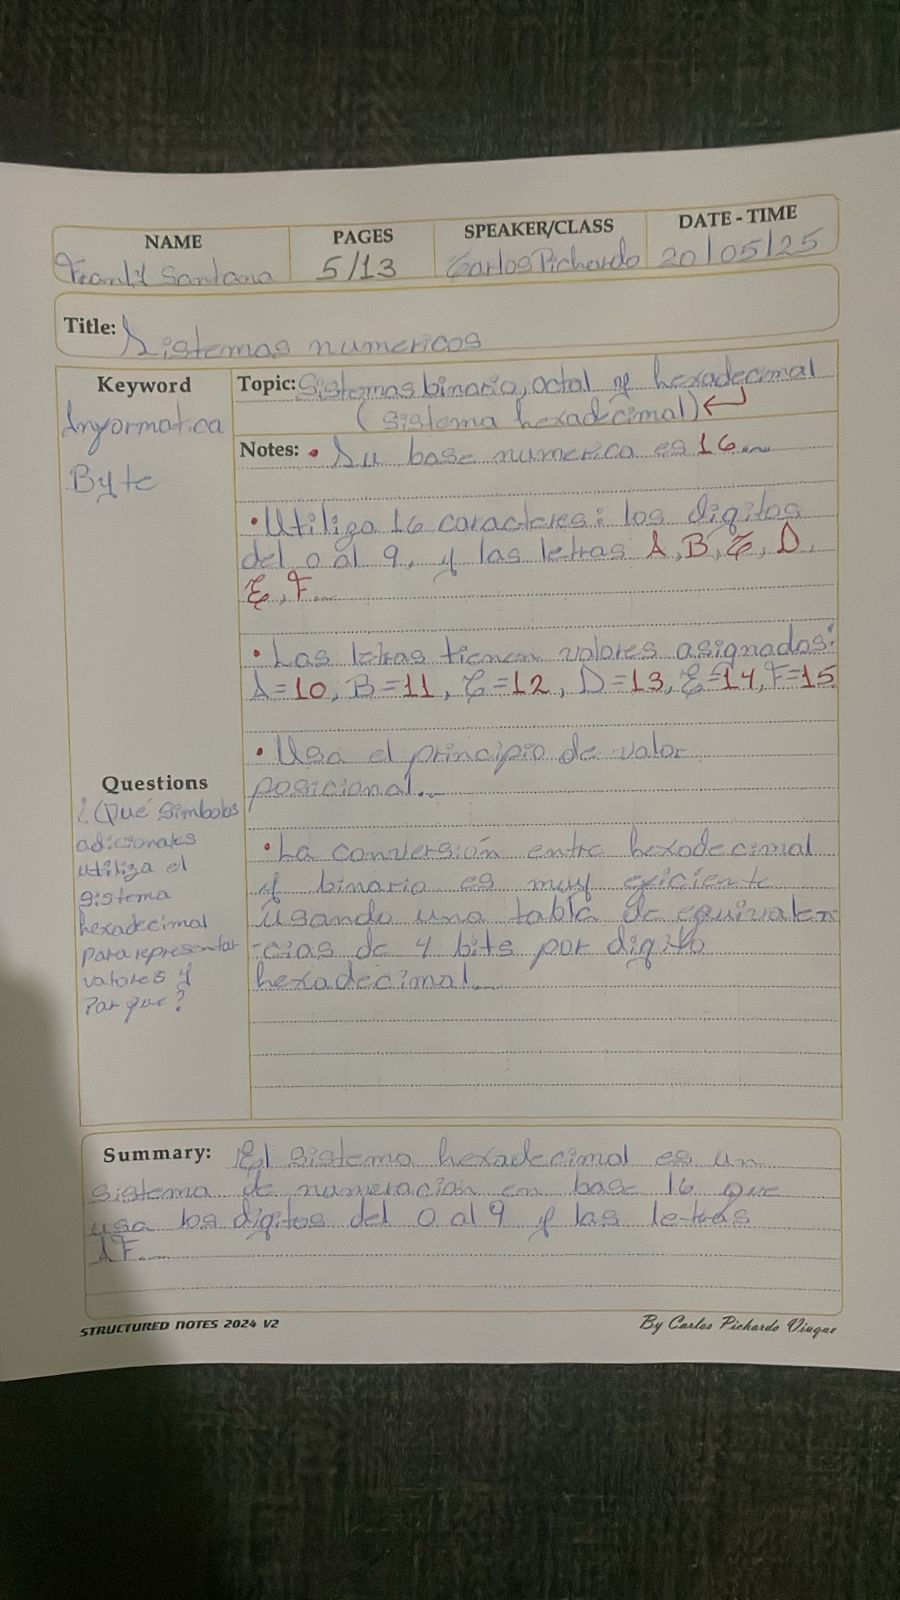 NAME PAGES SPEAKER/CLASS DATE - TIME
Santana 5/13 Carlos Pichardo 20/05/25
Title: Sistemas numericos
Keyword
Informatica
Byte
Topic: Sistemas binario, octal y hexadecimal
(sistema hexadecimal)
Notes: • Su base numerica es 16...
• Utiliza 16 caracteres: los digitos
del 0 al 9, y las letras A, B, C, D,
E, F...
• Las letras tienen valores asignados:
A=10, B=11, C=12, D=13, E=14, F=15
• Usa el principio de valor
posicional...
• La conversión entre hexadecimal
y binario es muy eficiente
usando una tabla de equivalen
-cias de 4 bits por digito
hexadecimal...
Questions
¿Qué simbolos
adicionales
utiliza el
sistema
hexadecimal
para representar
valores y
Por que?
Summary: El sistema hexadecimal es un
sistema de numeracion en base 16 que
usa los digitos del 0 al 9 y las letras
A F...
STRUCTURED NOTES 2024 V2
By Carlos Pichardo Viuque